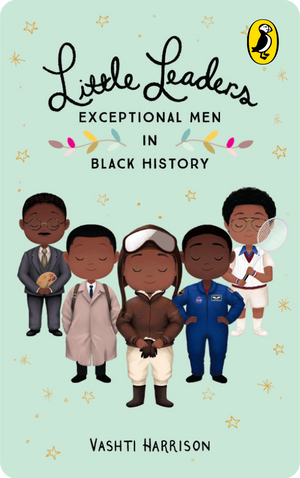 Little Leaders
EXCEPTIONAL MEN
IN
BLACK HISTORY
VASHTI HARRISON